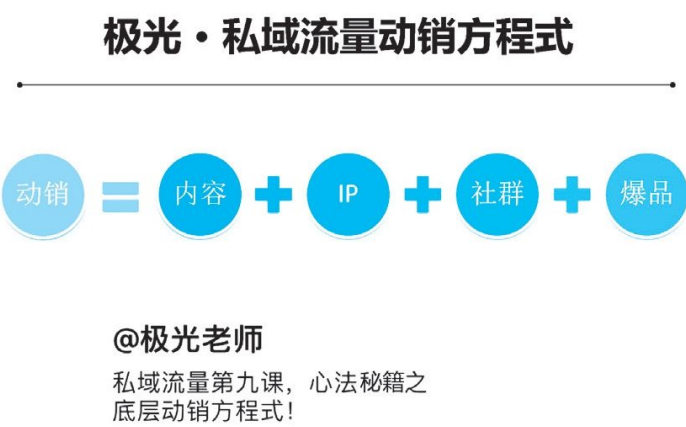 极光·私域流量动销方程式
动销 = 内容 + IP + 社群 + 爆品
@极光老师
私域流量第九课，心法秘籍之
底层动销方程式！